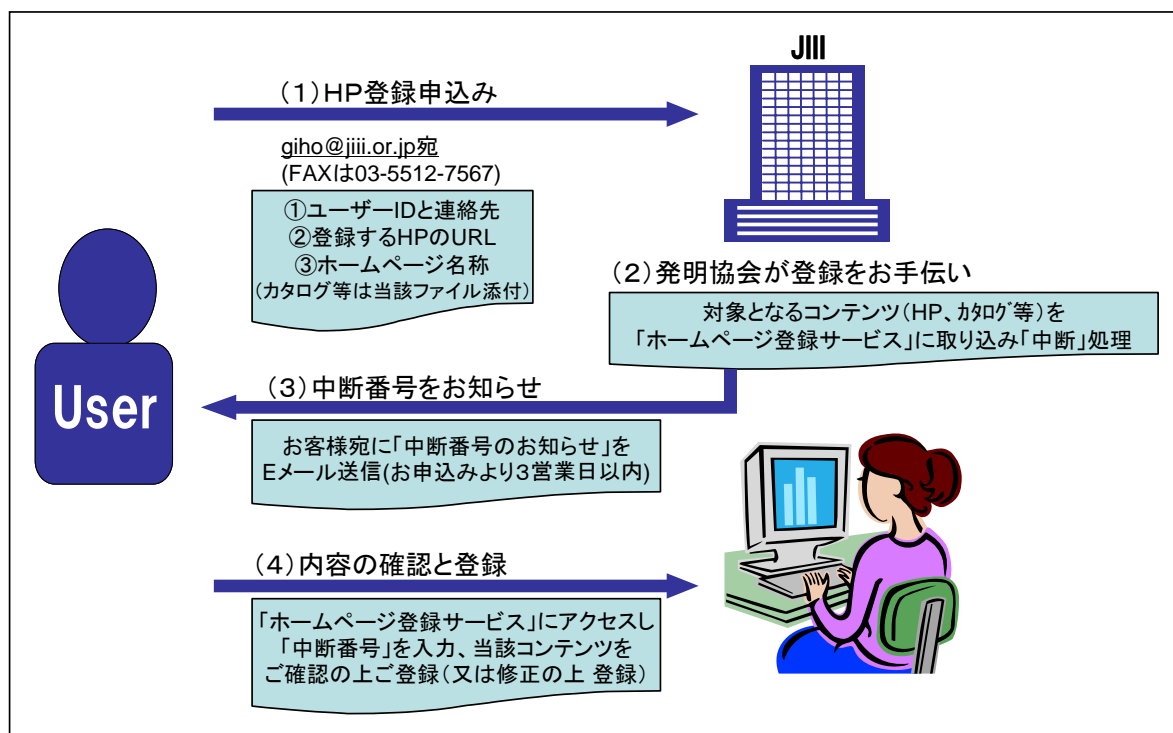 JIII
（１）ＨＰ登録申込み
giho@jiii.or.jp宛
(FAXは03-5512-7567)
①ユーザーIDと連絡先
②登録するHPのURL
③ホームページ名称
（カタログ等は当該ファイル添付）
（２）発明協会が登録をお手伝い
対象となるコンテンツ（HP、ｶﾀﾛｸﾞ等）を
「ホームページ登録サービス」に取り込み「中断」処理
User
（３）中断番号をお知らせ
お客様宛に「中断番号のお知らせ」を
Eメール送信(お申込みより3営業日以内)
（４）内容の確認と登録
「ホームページ登録サービス」にアクセスし
「中断番号」を入力、当該コンテンツを
ご確認の上ご登録（又は修正の上 登録）